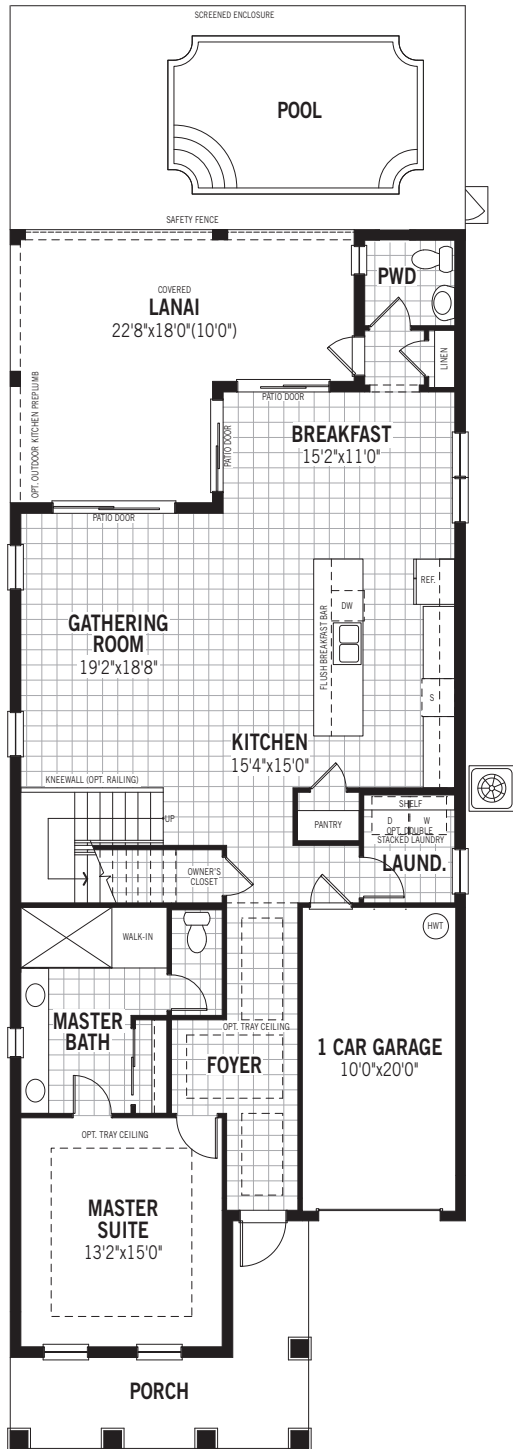 SCREENED ENCLOSURE
POOL
SAFETY FENCE
PWD
COVERED
LANAI
22'8"x18'0"(10'0")
LINEN
OPT. OUTDOOR KITCHEN PREPLUMB
PATIO DOOR
PATIO DOOR
BREAKFAST
15'2"x11'0"
PATIO DOOR
REF.
DW
FLUSH BREAKFAST BAR
GATHERING
ROOM
19'2"x18'8"
S
KITCHEN
15'4"x15'0"
KNEEWALL (OPT. RAILING)
UP
PANTRY
SHELF
D W
OPT. DOUBLE
STACKED LAUNDRY
LAUND.
OWNER'S
CLOSET
WALK-IN
HWT
MASTER
BATH
OPT. TRAY CEILING
FOYER
1 CAR GARAGE
10'0"x20'0"
OPT. TRAY CEILING
MASTER
SUITE
13'2"x15'0"
PORCH